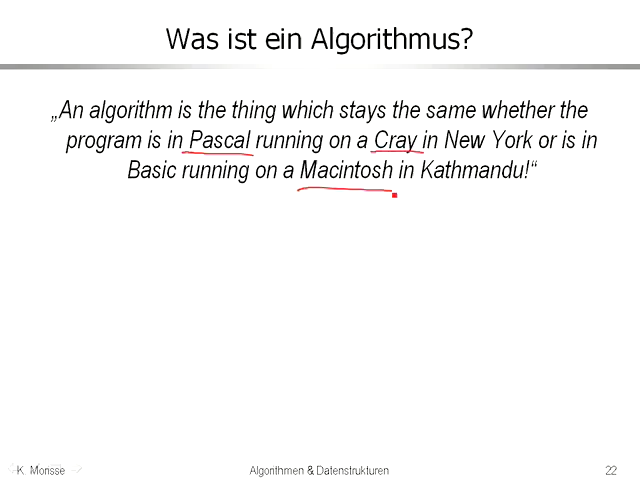 Was ist ein Algorithmus?
„An algorithm is the thing which stays the same whether the
program is in Pascal running on a Cray in New York or is in
Basic running on a Macintosh in Kathmandu!“
K. Morisse
Algorithmen & Datenstrukturen
22